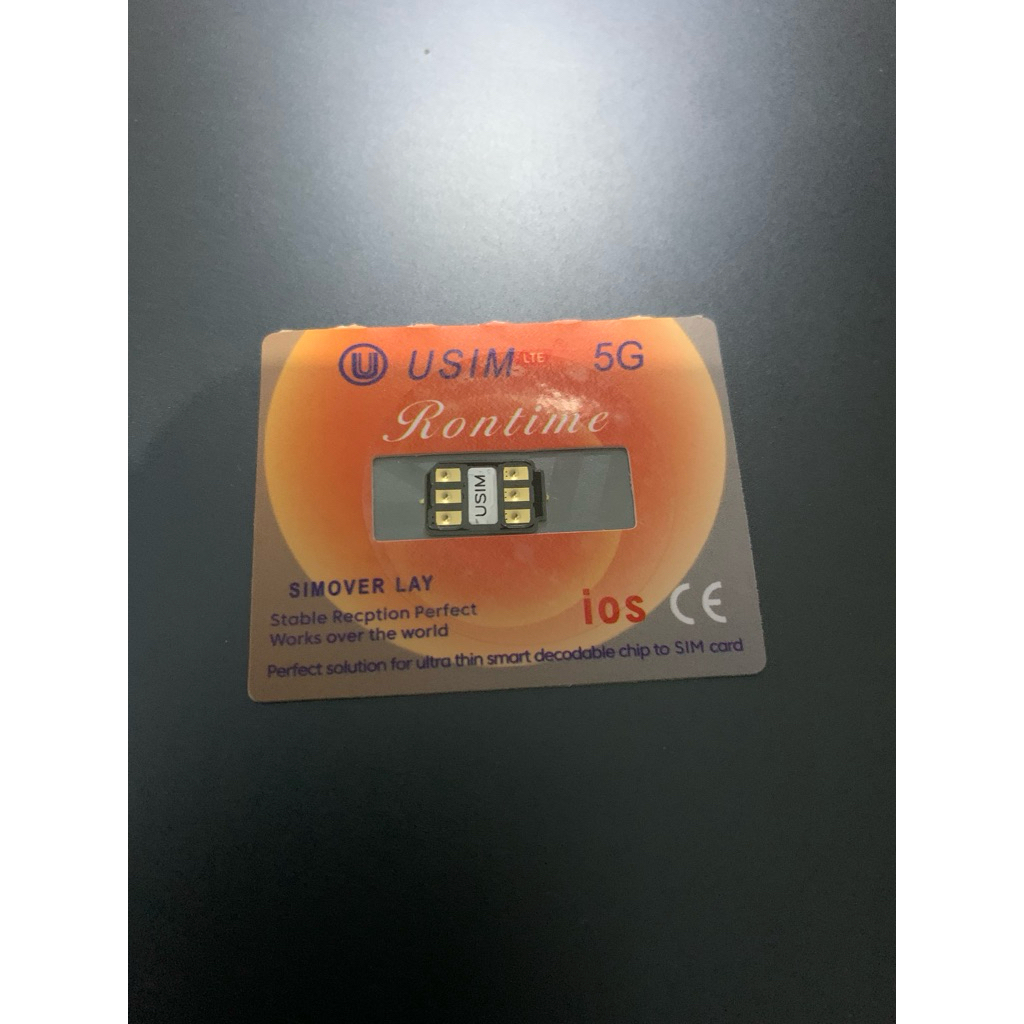 U USIM LTE 5G
Rontime
USIM
SIMOVER LAY
Stable Recption Perfect
Works over the world
ios CE
Perfect solution for ultra thin smart decodable chip to SIM card